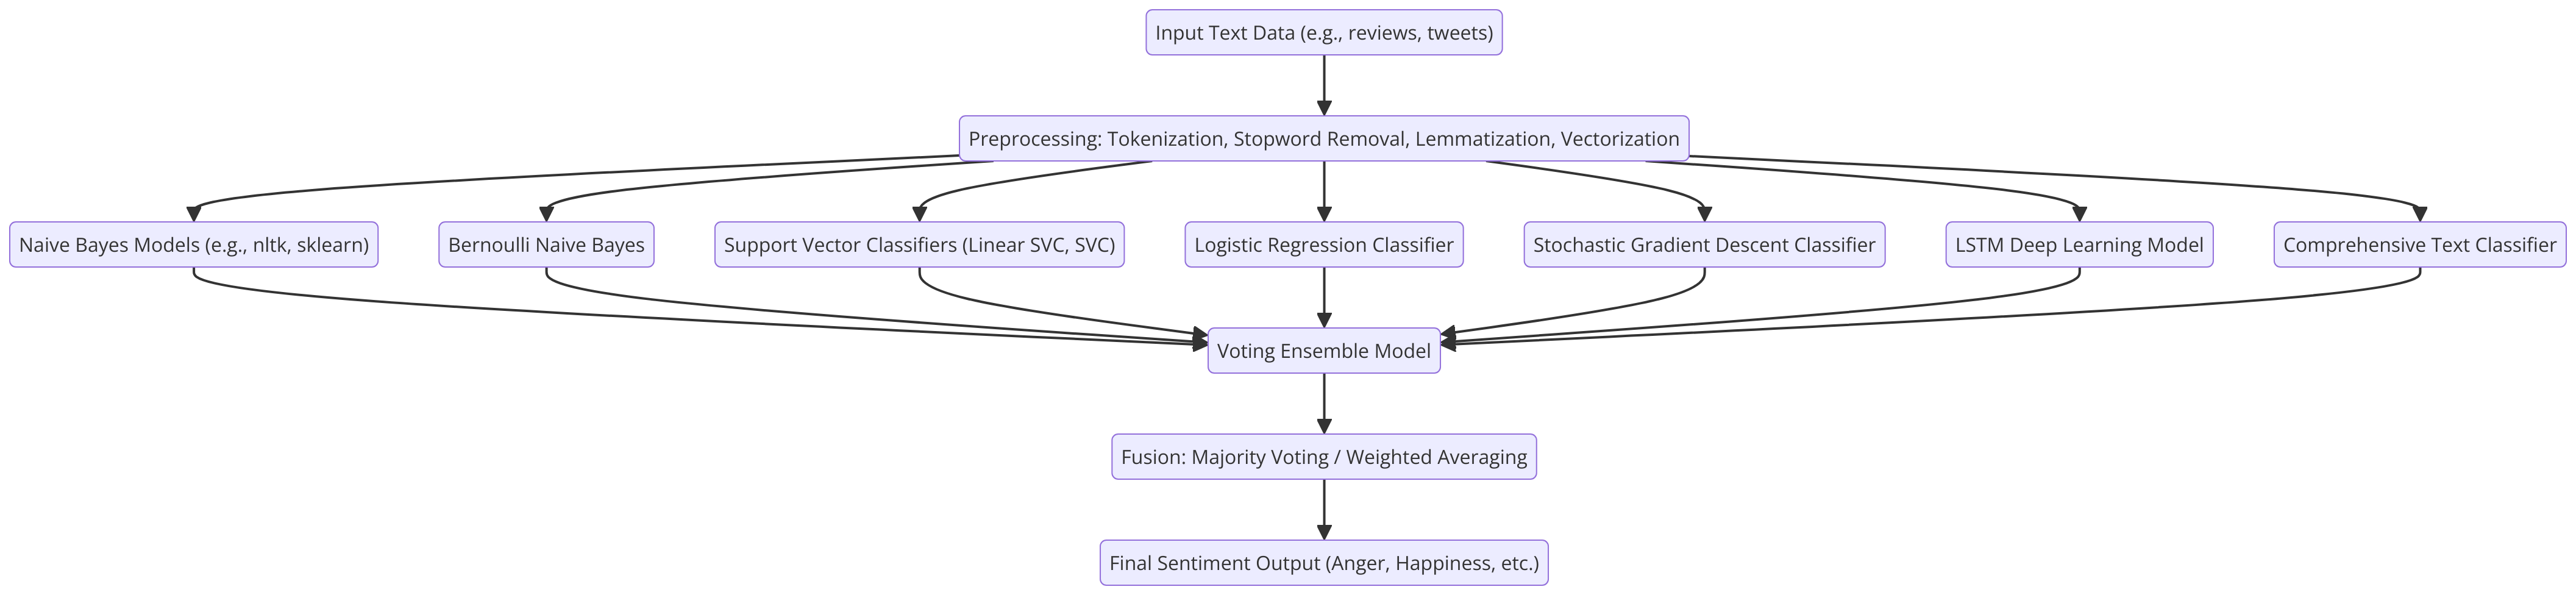 Input Text Data (e.g., reviews, tweets)
Preprocessing: Tokenization, Stopword Removal, Lemmatization, Vectorization
Naive Bayes Models (e.g., nltk, sklearn)
Bernoulli Naive Bayes
Support Vector Classifiers (Linear SVC, SVC)
Logistic Regression Classifier
Stochastic Gradient Descent Classifier
LSTM Deep Learning Model
Comprehensive Text Classifier
Voting Ensemble Model
Fusion: Majority Voting / Weighted Averaging
Final Sentiment Output (Anger, Happiness, etc.)